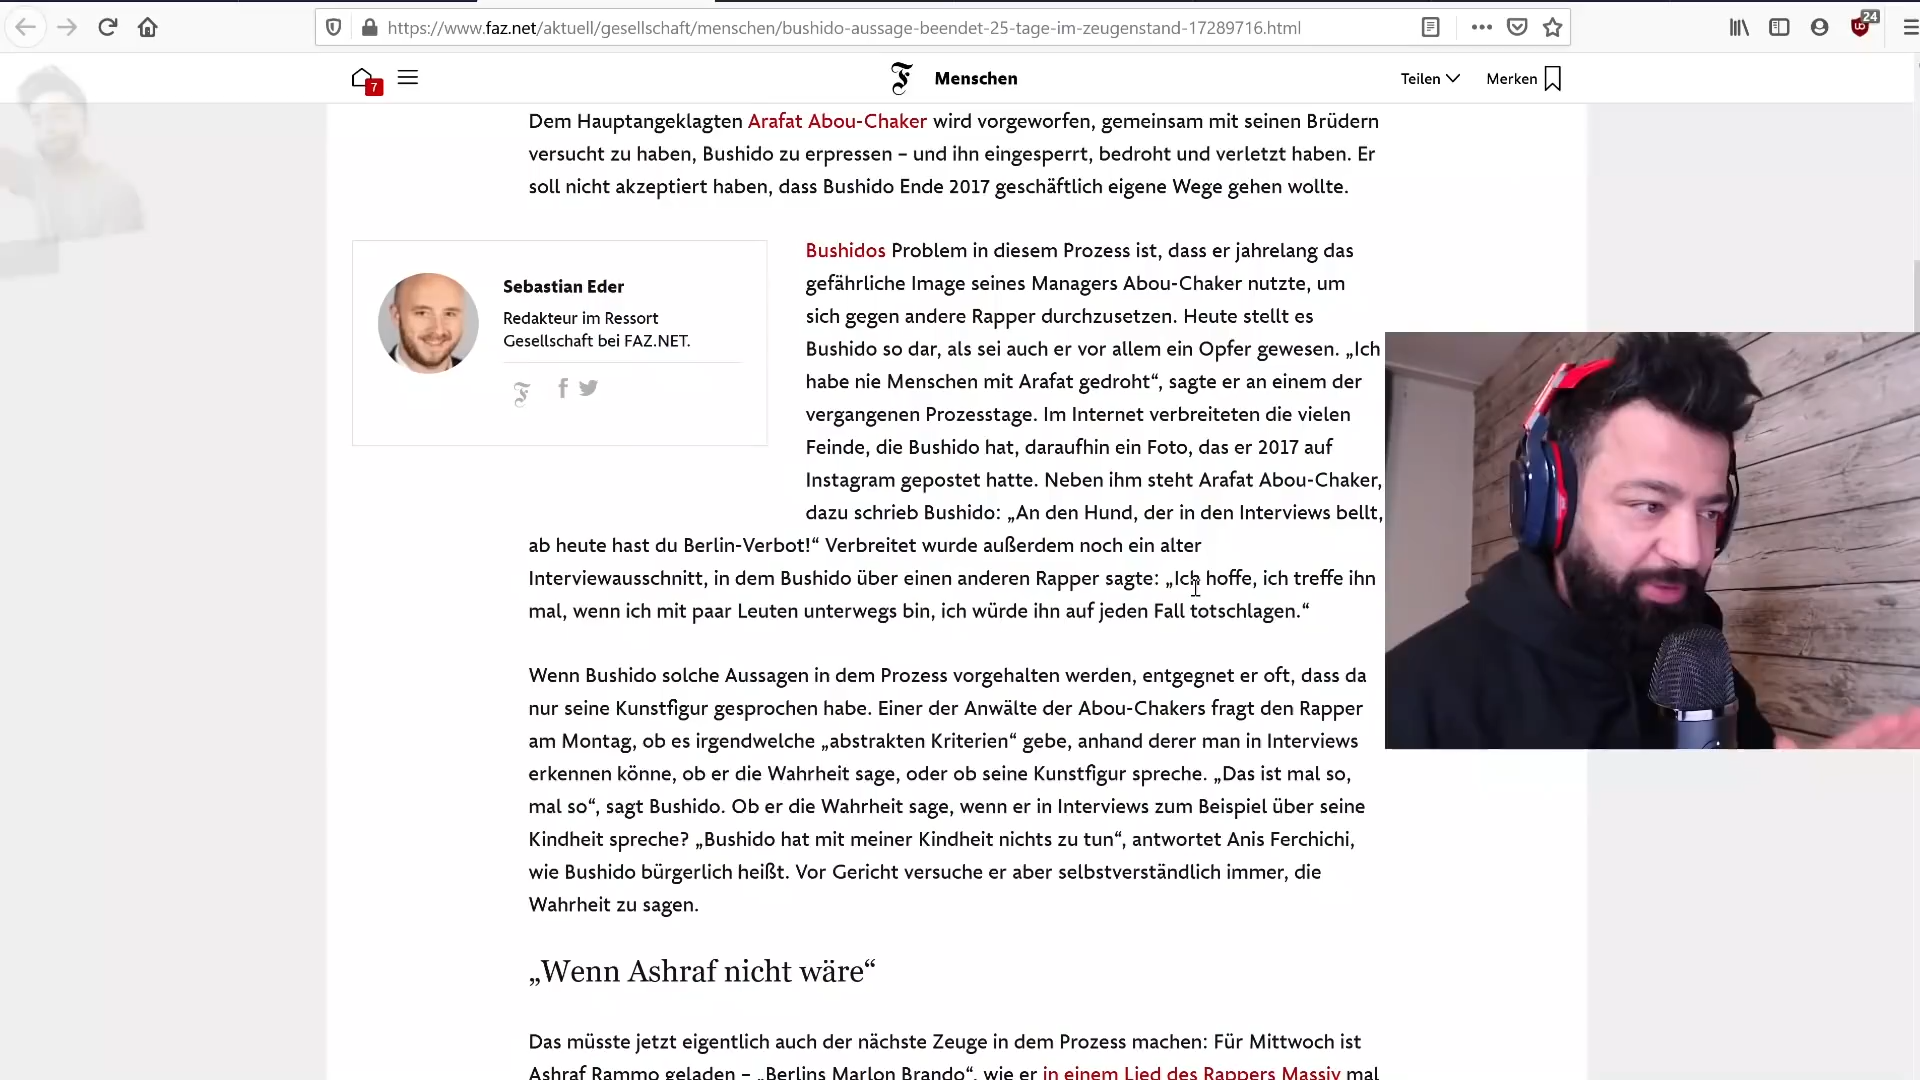 https://www.faz.net/aktuell/gesellschaft/menschen/bushido-aussage-beendet-25-tage-im-zeugenstand-17289716.html
24
7
Menschen
Teilen
Merken
Dem Hauptangeklagten Arafat Abou-Chaker wird vorgeworfen, gemeinsam mit seinen Brüdern
versucht zu haben, Bushido zu erpressen – und ihn eingesperrt, bedroht und verletzt haben. Er
soll nicht akzeptiert haben, dass Bushido Ende 2017 geschäftlich eigene Wege gehen wollte.
Sebastian Eder
Redakteur im Ressort
Gesellschaft bei FAZ.NET.
Bushidos Problem in diesem Prozess ist, dass er jahrelang das
gefährliche Image seines Managers Abou-Chaker nutzte, um
sich gegen andere Rapper durchzusetzen. Heute stellt es
Bushido so dar, als sei auch er vor allem ein Opfer gewesen. „Ich
habe nie Menschen mit Arafat gedroht“, sagte er an einem der
vergangenen Prozesstage. Im Internet verbreiteten die vielen
Feinde, die Bushido hat, daraufhin ein Foto, das er 2017 auf
Instagram gepostet hatte. Neben ihm steht Arafat Abou-Chaker,
dazu schrieb Bushido: „An den Hund, der in den Interviews bellt,
ab heute hast du Berlin-Verbot!“ Verbreitet wurde außerdem noch ein alter
Interviewausschnitt, in dem Bushido über einen anderen Rapper sagte: „Ich hoffe, ich treffe ihn
mal, wenn ich mit paar Leuten unterwegs bin, ich würde ihn auf jeden Fall totschlagen.“
Wenn Bushido solche Aussagen in dem Prozess vorgehalten werden, entgegnet er oft, dass da
nur seine Kunstfigur gesprochen habe. Einer der Anwälte der Abou-Chakers fragt den Rapper
am Montag, ob es irgendwelche „abstrakten Kriterien“ gebe, anhand derer man in Interviews
erkennen könne, ob er die Wahrheit sage, oder ob seine Kunstfigur spreche. „Das ist mal so,
mal so“, sagt Bushido. Ob er die Wahrheit sage, wenn er in Interviews zum Beispiel über seine
Kindheit spreche? „Bushido hat mit meiner Kindheit nichts zu tun“, antwortet Anis Ferchichi,
wie Bushido bürgerlich heißt. Vor Gericht versuche er aber selbstverständlich immer, die
Wahrheit zu sagen.
„Wenn Ashraf nicht wäre“
Das müsste jetzt eigentlich auch der nächste Zeuge in dem Prozess machen: Für Mittwoch ist
Ashraf Rammo geladen – „Berlins Marlon Brando“, wie er in einem Lied des Rappers Massiv mal